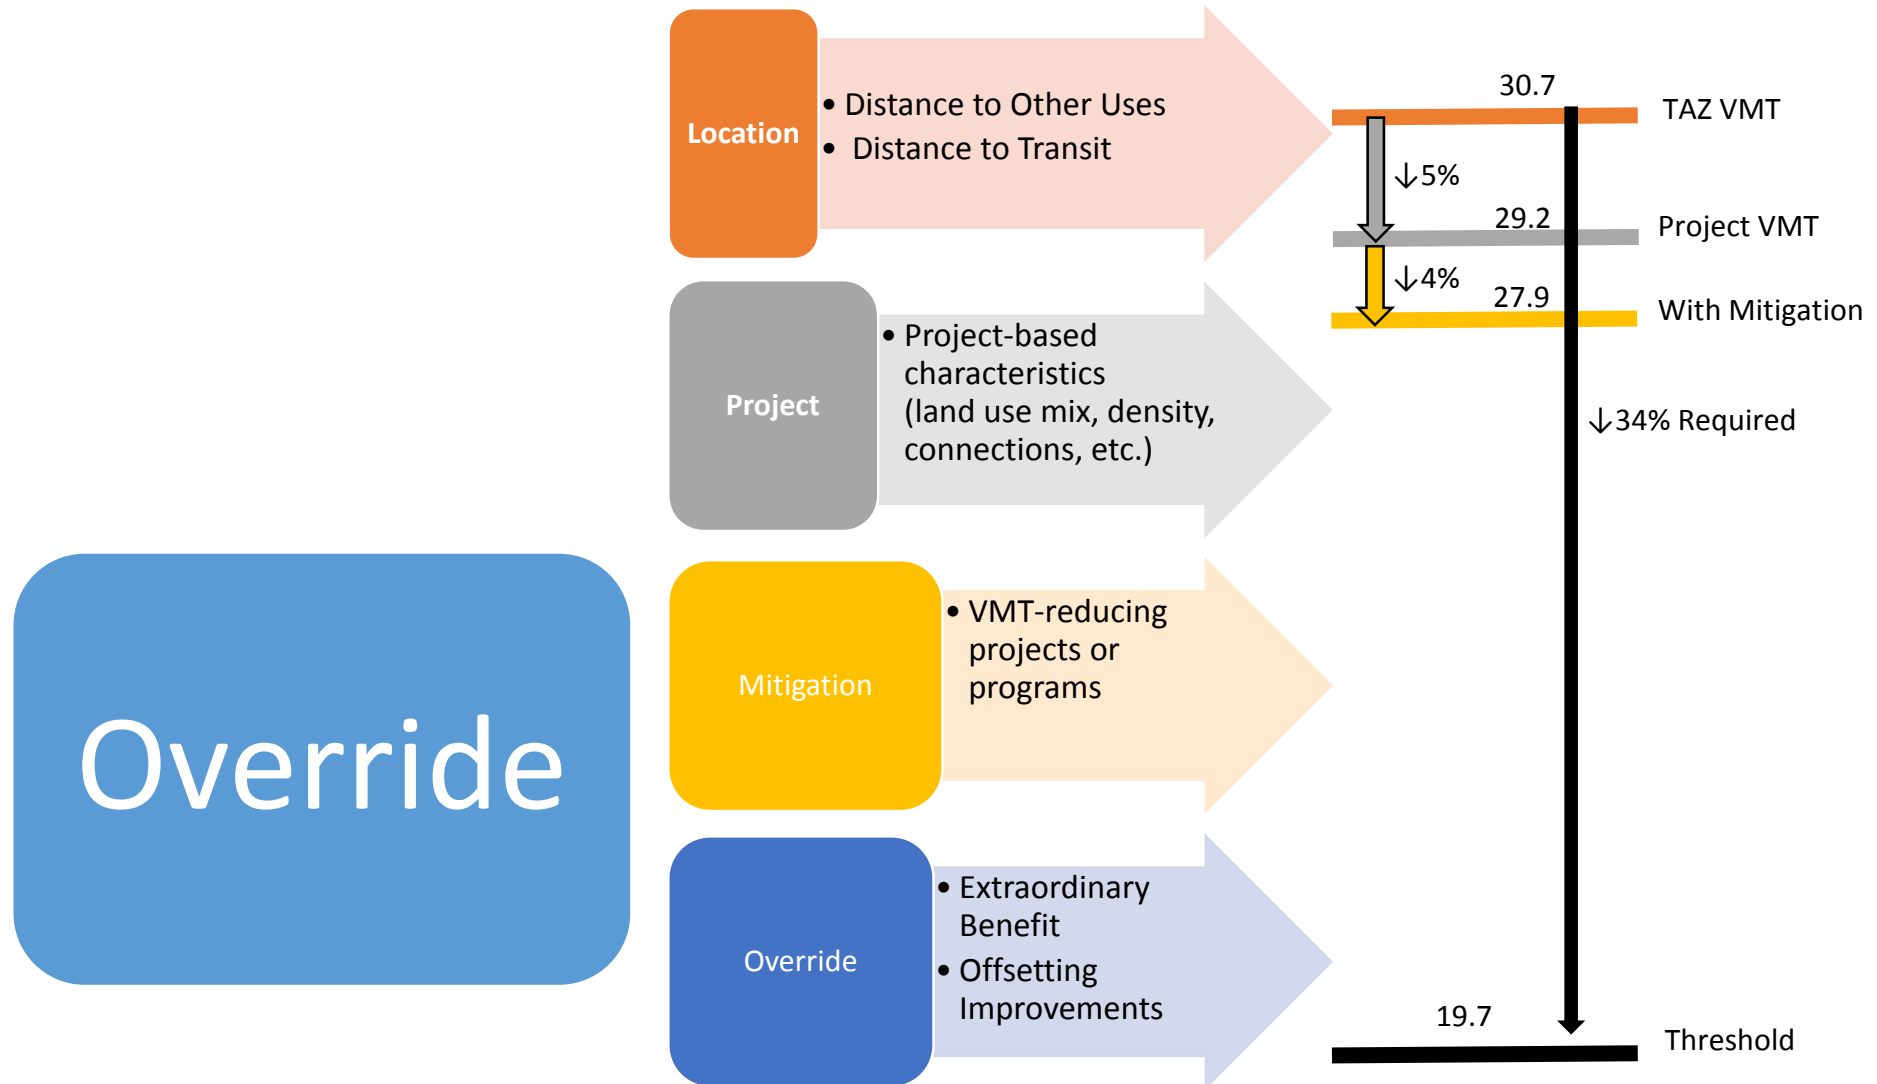 Override
Location
• Distance to Other Uses
• Distance to Transit
Project
• Project-based
characteristics
(land use mix, density,
connections, etc.)
Mitigation
• VMT-reducing
projects or
programs
Override
• Extraordinary
Benefit
• Offsetting
Improvements
30.7
TAZ VMT
↓5%
29.2
Project VMT
↓4%
27.9
With Mitigation
↓34% Required
19.7
Threshold